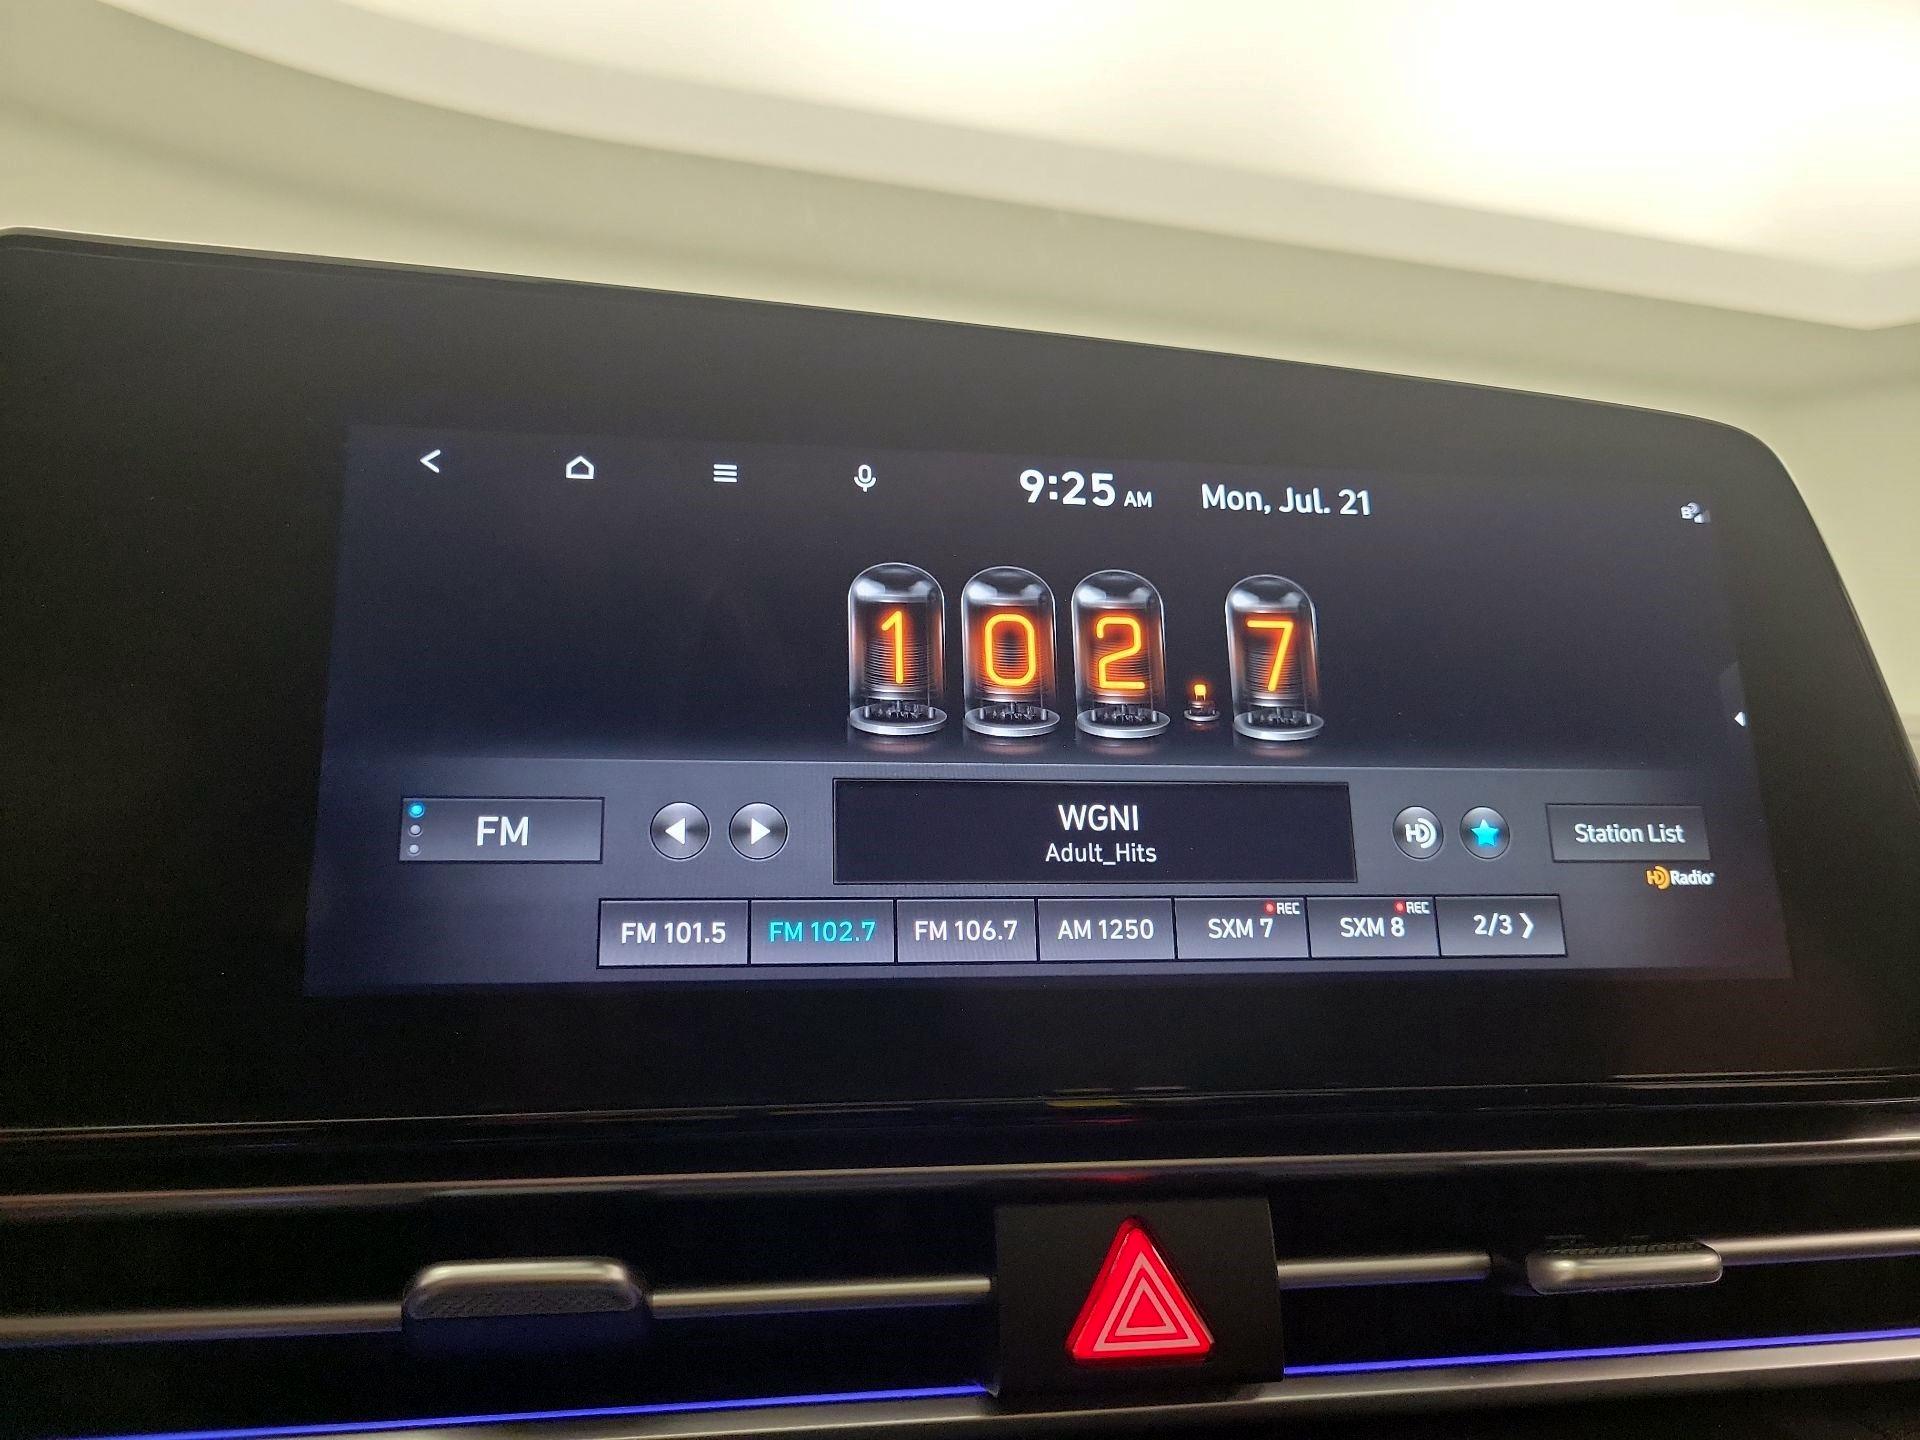 9:25 AM Mon, Jul. 21
102.7
FM
WGNI
Adult_Hits
HD
Station List
HD Radio
FM 101.5
FM 102.7
FM 106.7
AM 1250
SXM 7 REC
SXM 8 REC
2/3 ❯